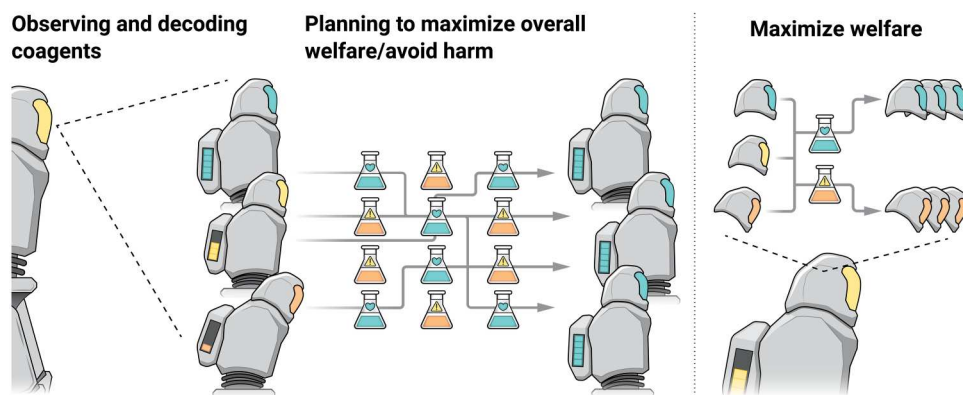 Observing and decoding
coagents
Planning to maximize overall
welfare/avoid harm
Maximize welfare